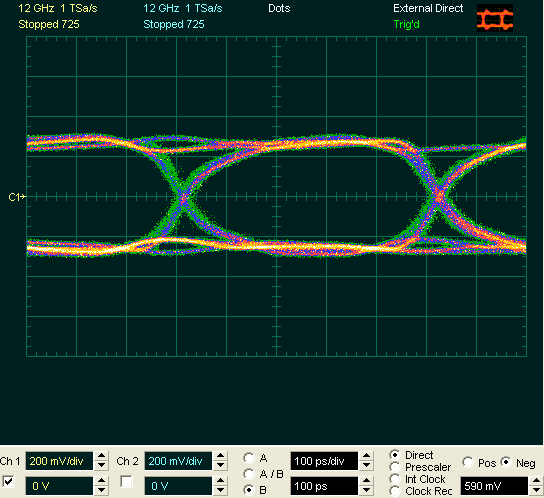 12 GHz 1 TSa/s 12 GHz 1 TSa/s Dots External Direct
Stopped 725 Stopped 725 Trig'd
C1
Ch 1 200 mV/div Ch 2 200 mV/div A 100 ps/div Direct Pos Neg
A / B Prescaler
0 V 0 V B 100 ps Int Clock 590 mV
Clock Rec